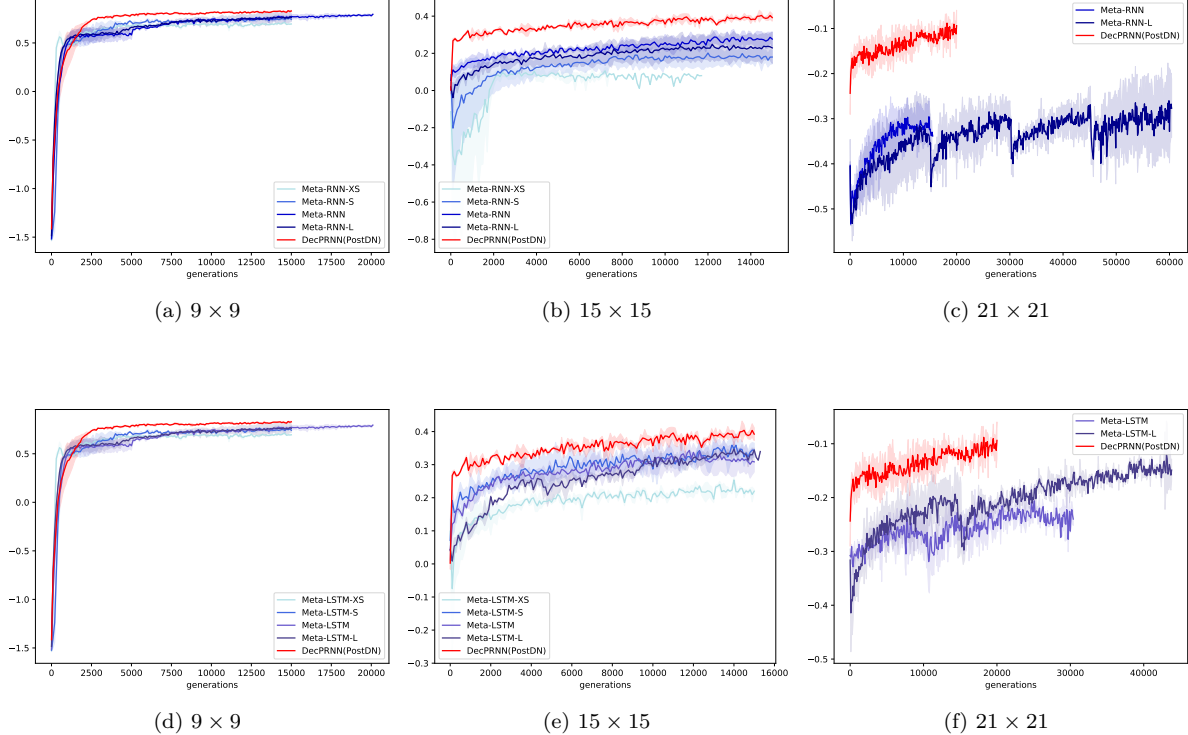 0.5
0.0
−0.5
−1.0
−1.5
Meta-RNN-XS
Meta-RNN-S
Meta-RNN
Meta-RNN-L
DecPRNN(PostDN)
0 2500 5000 7500 10000 12500 15000 17500 20000
generations
(a) 9 × 9
0.4
0.2
0.0
−0.2
−0.4
−0.6
−0.8
Meta-RNN-XS
Meta-RNN-S
Meta-RNN
Meta-RNN-L
DecPRNN(PostDN)
0 2000 4000 6000 8000 10000 12000 14000
generations
(b) 15 × 15
Meta-RNN
Meta-RNN-L
DecPRNN(PostDN)
−0.1
−0.2
−0.3
−0.4
−0.5
0 10000 20000 30000 40000 50000 60000
generations
(c) 21 × 21
0.5
0.0
−0.5
−1.0
−1.5
Meta-LSTM-XS
Meta-LSTM-S
Meta-LSTM
Meta-LSTM-L
DecPRNN(PostDN)
0 2500 5000 7500 10000 12500 15000 17500 20000
generations
(d) 9 × 9
0.4
0.3
0.2
0.1
0.0
−0.1
−0.2
−0.3
Meta-LSTM-XS
Meta-LSTM-S
Meta-LSTM
Meta-LSTM-L
DecPRNN(PostDN)
0 2000 4000 6000 8000 10000 12000 14000 16000
generations
(e) 15 × 15
Meta-LSTM
Meta-LSTM-L
DecPRNN(PostDN)
−0.1
−0.2
−0.3
−0.4
−0.5
0 10000 20000 30000 40000
generations
(f) 21 × 21